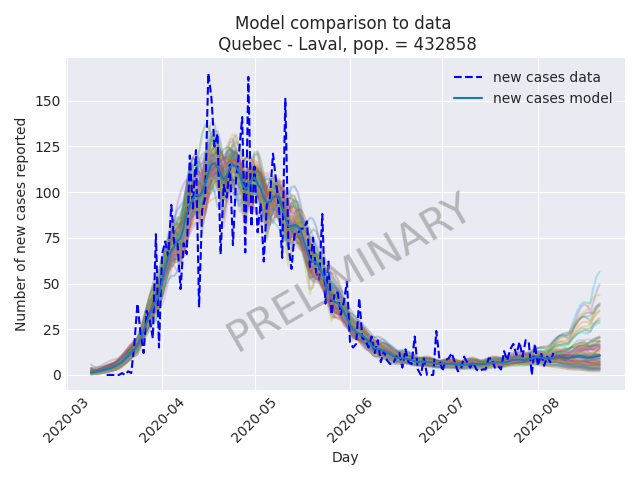 Model comparison to data
Quebec - Laval, pop. = 432858
new cases data
new cases model
Number of new cases reported
150
125
100
75
50
25
0
PRELIMINARY
2020-03
2020-04
2020-05
2020-06
2020-07
2020-08
Day